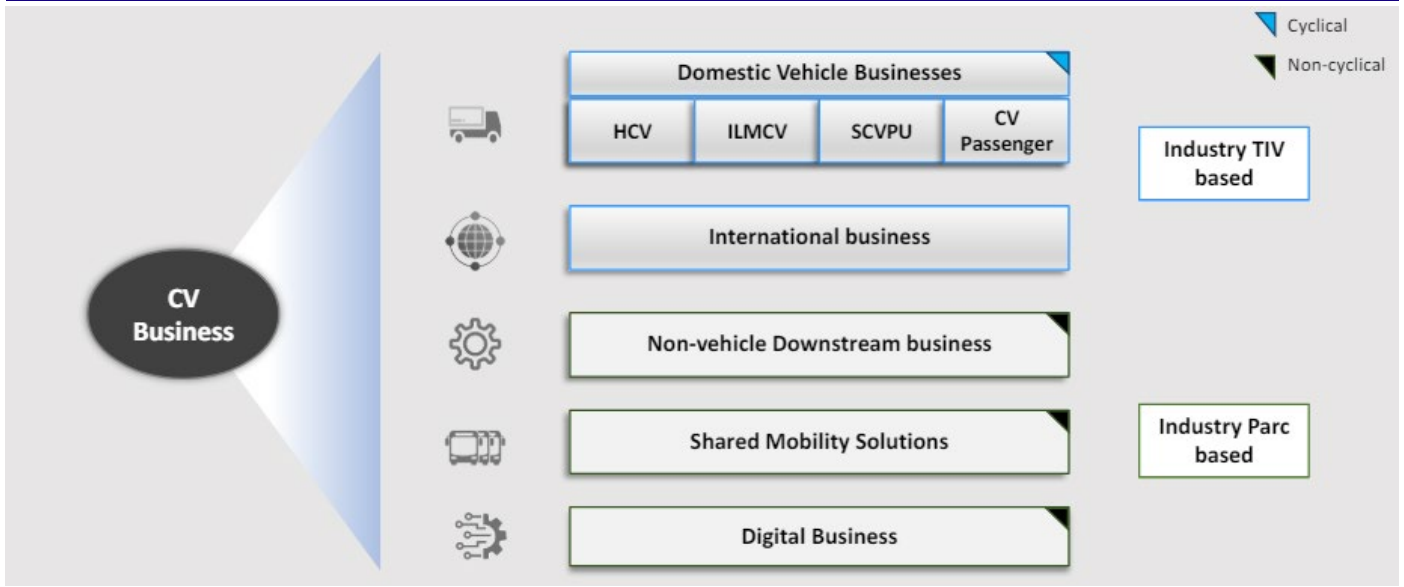 Cyclical
Non-cyclical
Domestic Vehicle Businesses
HCV
ILMCV
SCVPU
CV
Passenger
Industry TIV
based
International business
CV
Business
Non-vehicle Downstream business
Shared Mobility Solutions
Industry Parc
based
Digital Business